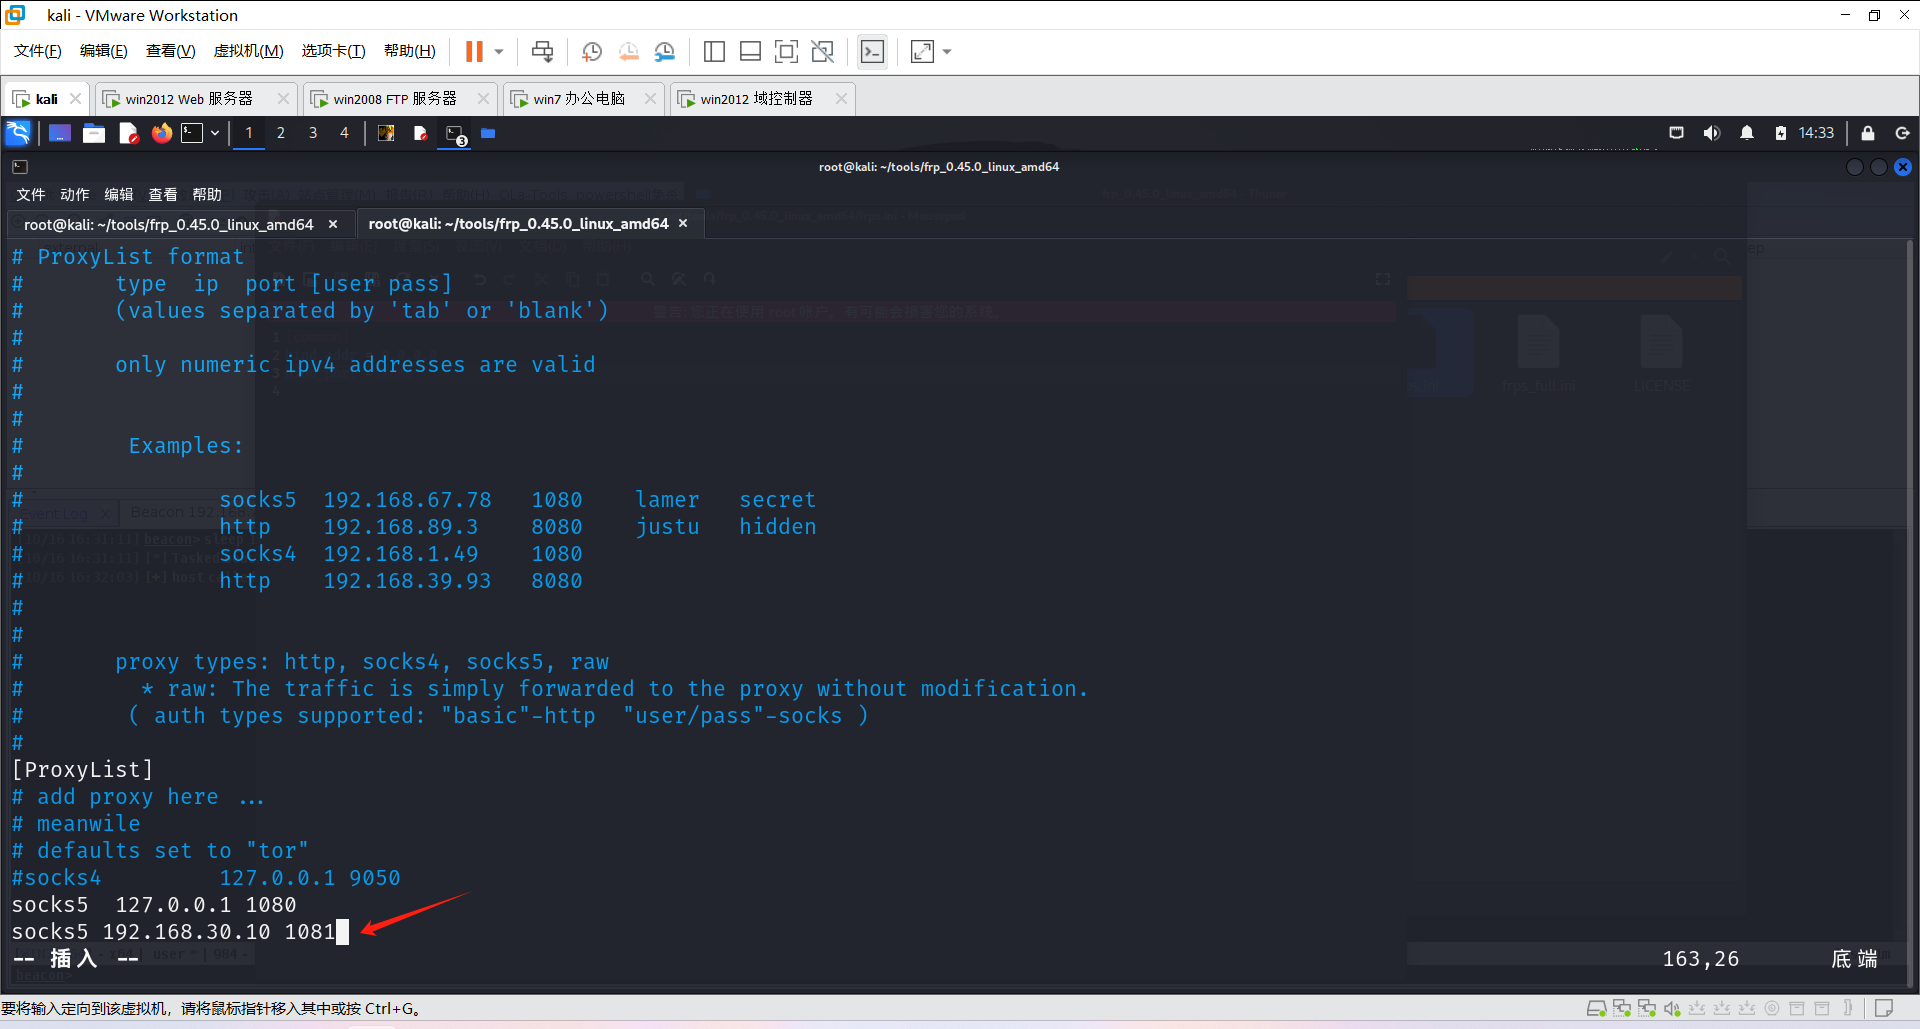 kali - VMware Workstation
文件(F) 编辑(E) 查看(V) 虚拟机(M) 选项卡(T) 帮助(H)
kali win2012 Web 服务器 win2008 FTP 服务器 win7 办公电脑 win2012 域控制器
1 2 3 4 3 14:33
root@kali: ~/tools/frp_0.45.0_linux_amd64
文件 动作 编辑 查看 帮助
root@kali: ~/tools/frp_0.45.0_linux_amd64 root@kali: ~/tools/frp_0.45.0_linux_amd64
# ProxyList format
#       type  ip  port [user pass]
#       (values separated by 'tab' or 'blank')
#
#       only numeric ipv4 addresses are valid
#
#
#        Examples:
#
#               socks5  192.168.67.78   1080    lamer   secret
#               http    192.168.89.3    8080    justu   hidden
#               socks4  192.168.1.49    1080
#               http    192.168.39.93   8080
#
#
#       proxy types: http, socks4, socks5, raw
#         * raw: The traffic is simply forwarded to the proxy without modification.
#        ( auth types supported: "basic"-http  "user/pass"-socks )
#
[ProxyList]
# add proxy here ...
# meanwile
# defaults set to "tor"
#socks4         127.0.0.1 9050
socks5  127.0.0.1 1080
socks5 192.168.30.10 1081
-- 插入 -- 163,26 底端
要将输入定向到该虚拟机，请将鼠标指针移入其中或按 Ctrl+G。